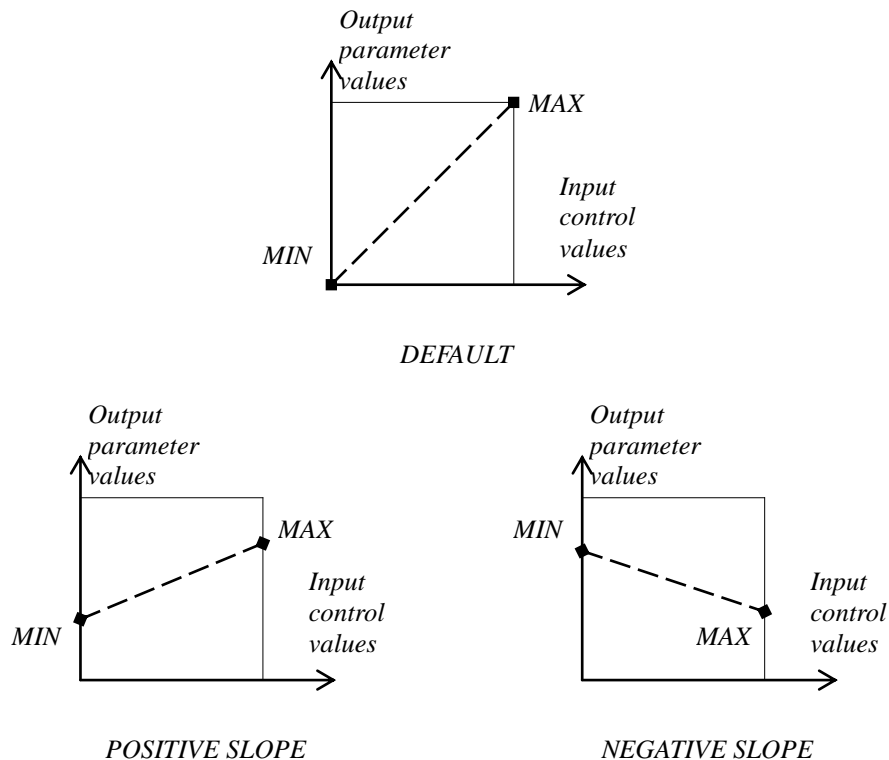 Output
parameter
values
MAX
Input
control
values
MIN
DEFAULT
Output
parameter
values
MAX
Input
control
values
MIN
POSITIVE SLOPE
Output
parameter
values
MIN
Input
control
values
MAX
NEGATIVE SLOPE